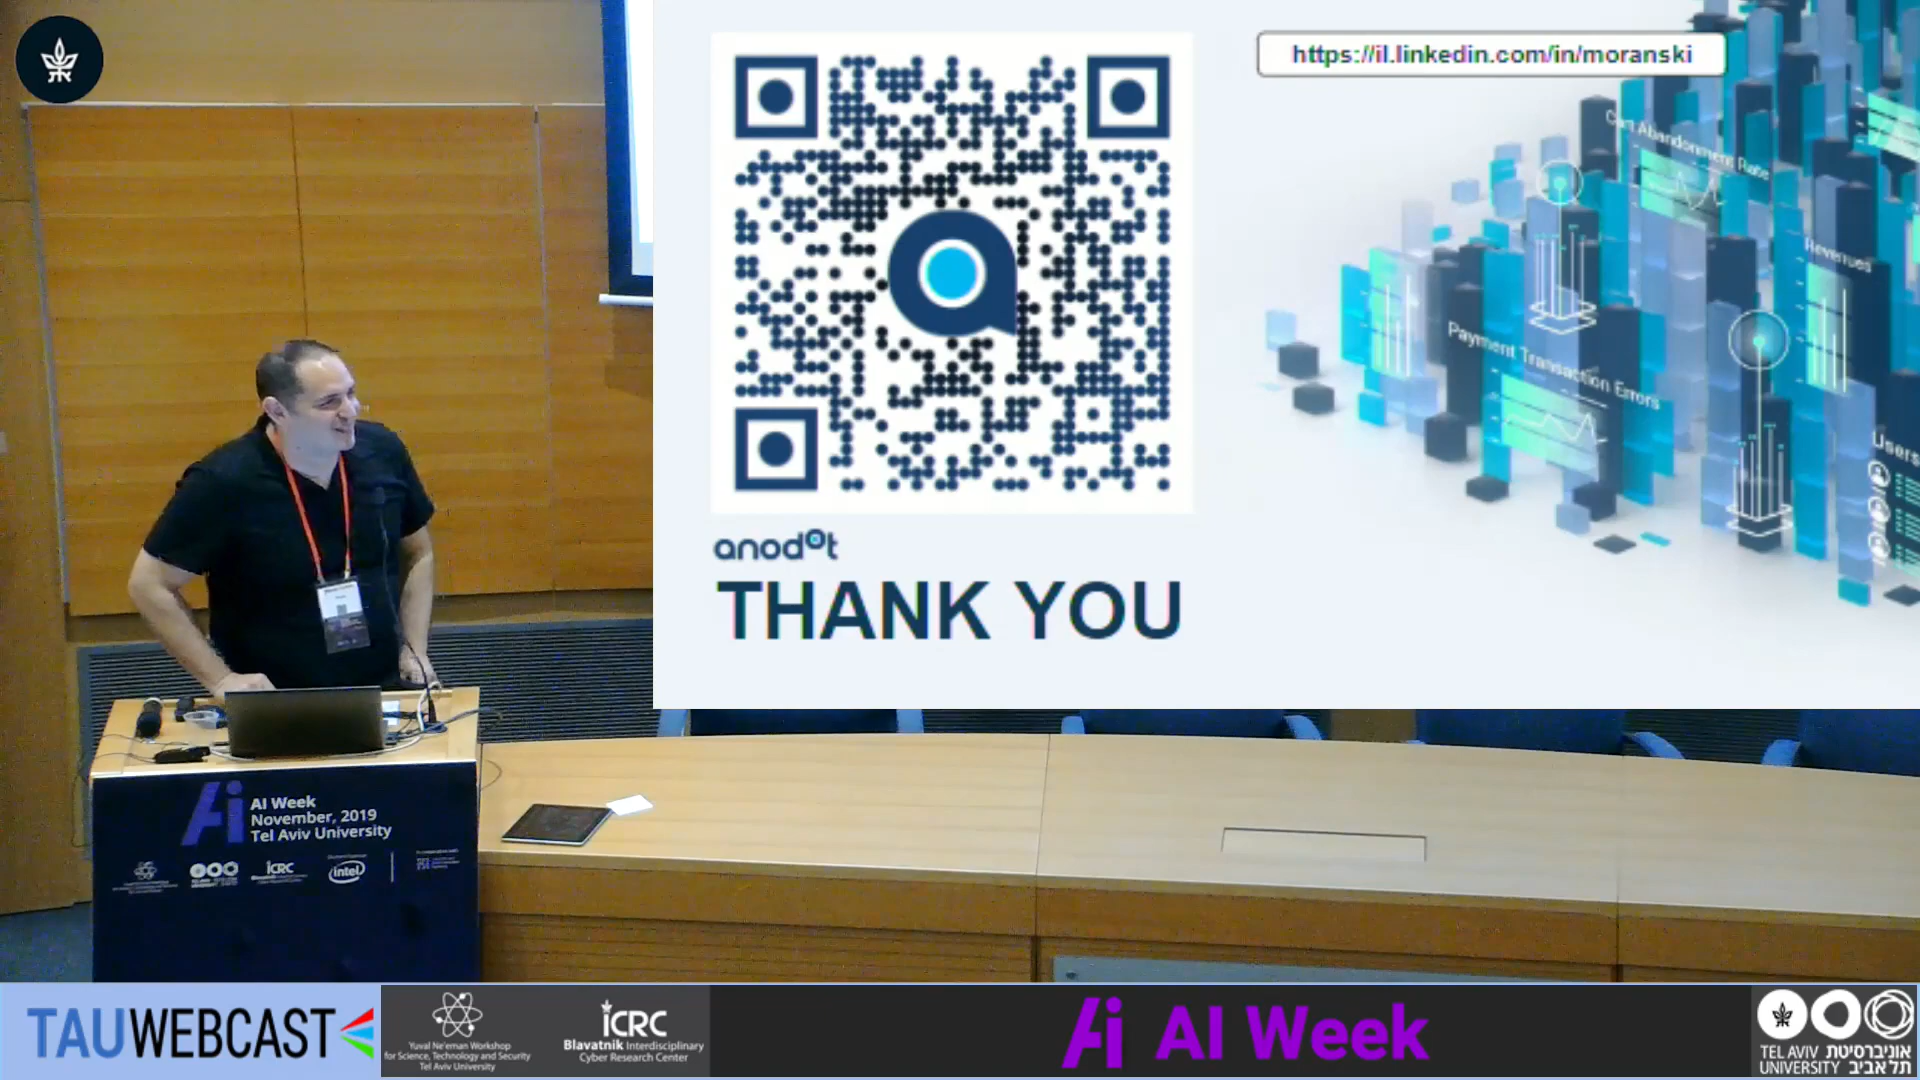 https://il.linkedin.com/in/moranski
Cart Abandonment Rate
Revenues
Payment Transaction Errors
Users
anodot
THANK YOU
AI Week
November, 2019
Tel Aviv University
ICRC
Blavatnik
intel
TAUWEBCAST
Yuval Ne'eman Workshop
for Science, Technology and Security
Tel Aviv University
ICRC
Blavatnik Interdisciplinary
Cyber Research Center
Ai AI Week
TEL AVIV אוניברסיטת
UNIVERSITY תל אביב